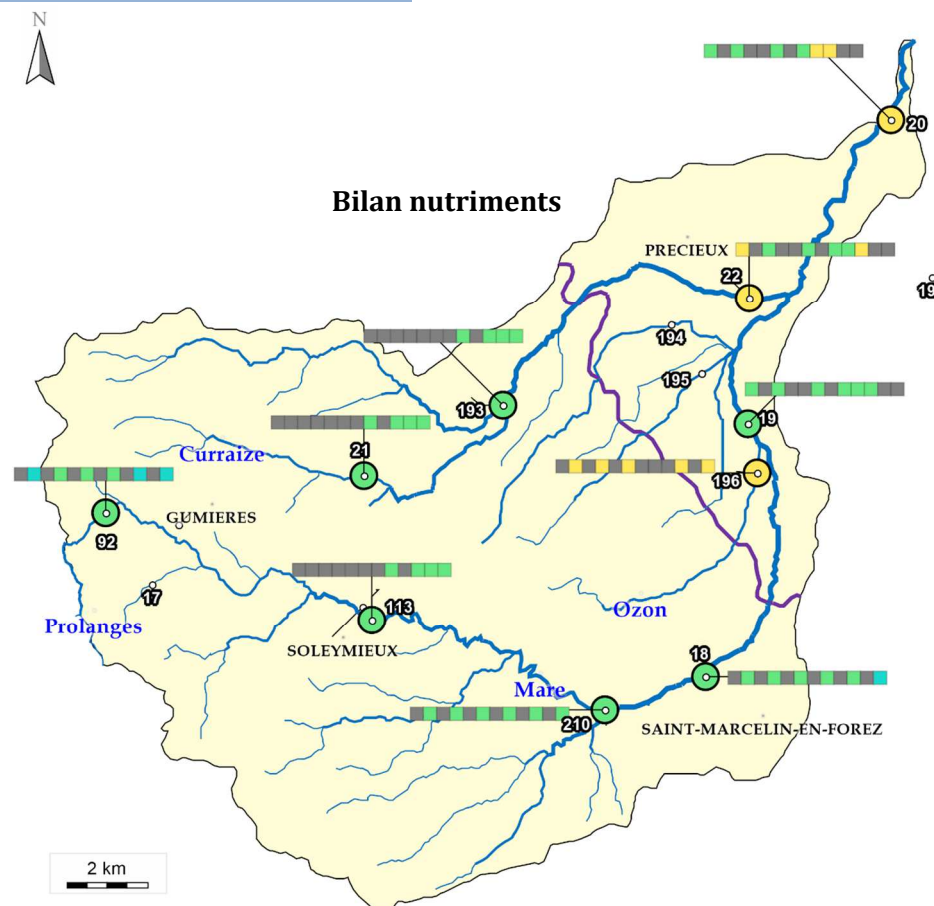 N
20
Bilan nutriments
PRECIEUX
22
19
194
195
193
19
21
Curraize
196
GUMIERES
92
17
113
Ozon
Prolanges
SOLEYMIEUX
18
Mare
210
SAINT-MARCELIN-EN-FOREZ
2 km